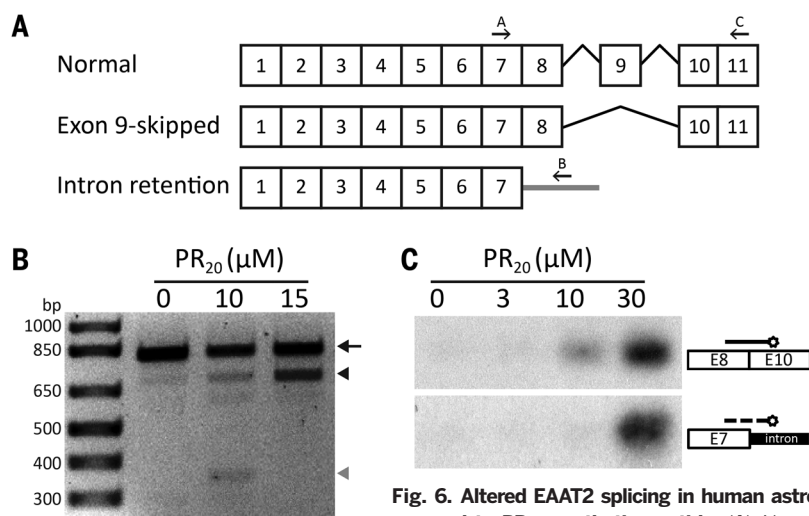 A
A C
Normal 1 2 3 4 5 6 7 8 9 10 11
Exon 9-skipped 1 2 3 4 5 6 7 8 10 11
B
Intron retention 1 2 3 4 5 6 7
B
PR20 (µM)
bp 0 10 15
1000
850
650
500
400
300
C
PR20 (µM)
0 3 10 30
E8 E10
E7 intron
Fig. 6. Altered EAAT2 splicing in human